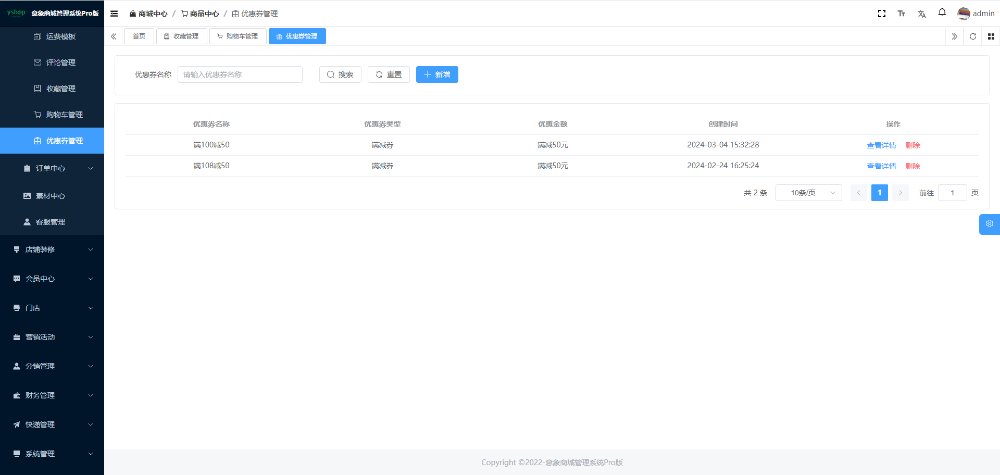 yshop 意象商城管理系统Pro版
商城中心 / 商品中心 / 优惠券管理
admin
运费模板
评论管理
收藏管理
购物车管理
优惠券管理
订单中心
素材中心
客服管理
店铺装修
会员中心
门店
营销活动
分销管理
财务管理
快递管理
系统管理
首页 收藏管理 购物车管理 优惠券管理
优惠券名称 请输入优惠券名称 搜索 重置 新增
优惠券名称 优惠券类型 优惠金额 创建时间 操作
满100减50 满减券 满减50元 2024-03-04 15:32:28 查看详情 删除
满108减50 满减券 满减50元 2024-02-24 16:25:24 查看详情 删除
共 2 条 10条/页 1 前往 1 页
Copyright ©2022-意象商城管理系统Pro版